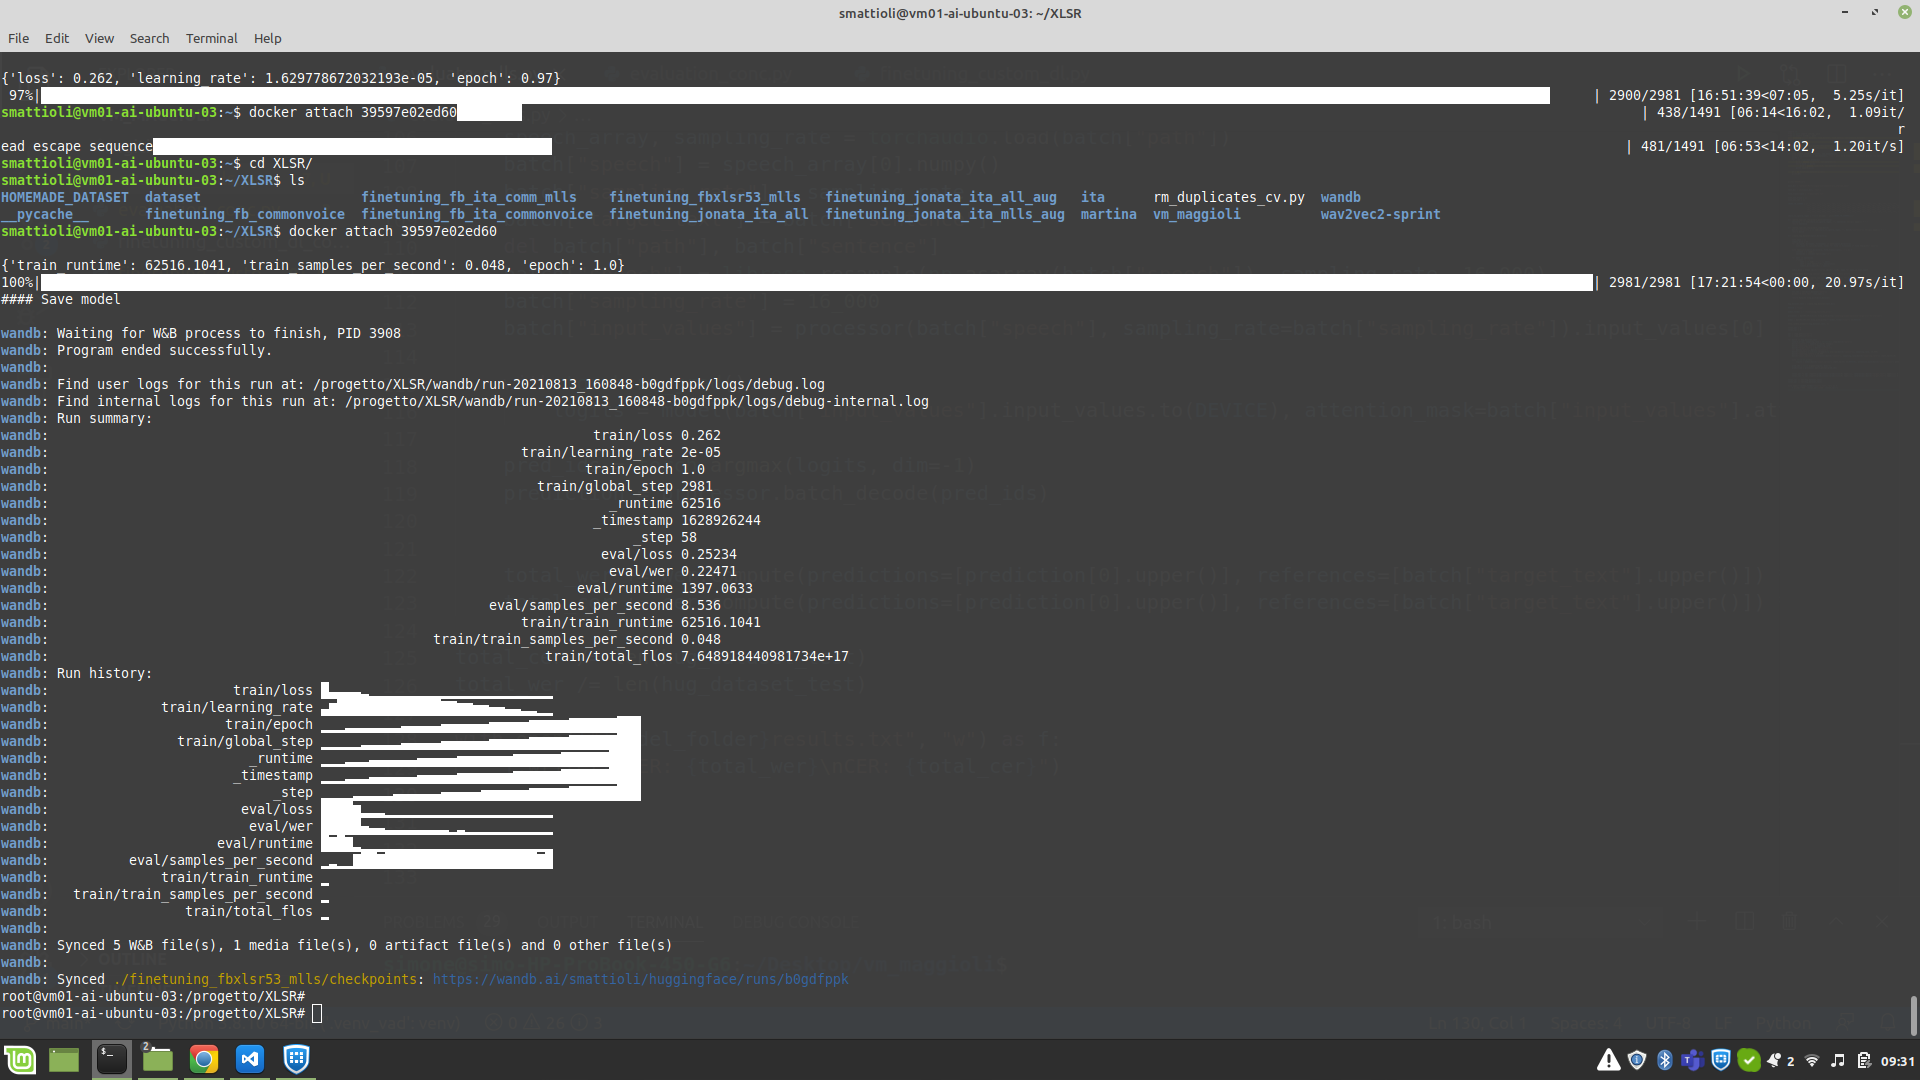 smattioli@vm01-ai-ubuntu-03: ~/XLSR
File Edit View Search Terminal Help
{'loss': 0.262, 'learning_rate': 1.629778672032193e-05, 'epoch': 0.97}
97%| | 2900/2981 [16:51:39<07:05, 5.25s/it]
smattioli@vm01-ai-ubuntu-03:~$ docker attach 39597e02ed60 | 438/1491 [06:14<16:02, 1.09it/
r
ead escape sequence | 481/1491 [06:53<14:02, 1.20it/s]
smattioli@vm01-ai-ubuntu-03:~$ cd XLSR/
smattioli@vm01-ai-ubuntu-03:~/XLSR$ ls
HOMEMADE_DATASET dataset finetuning_fb_ita_comm_mlls finetuning_fbxlsr53_mlls finetuning_jonata_ita_all_aug ita rm_duplicates_cv.py wandb
__pycache__ finetuning_fb_commonvoice finetuning_fb_ita_commonvoice finetuning_jonata_ita_all finetuning_jonata_ita_mlls_aug martina vm_maggioli wav2vec2-sprint
smattioli@vm01-ai-ubuntu-03:~/XLSR$ docker attach 39597e02ed60
{'train_runtime': 62516.1041, 'train_samples_per_second': 0.048, 'epoch': 1.0}
100%| | 2981/2981 [17:21:54<00:00, 20.97s/it]
#### Save model
wandb: Waiting for W&B process to finish, PID 3908
wandb: Program ended successfully.
wandb:
wandb: Find user logs for this run at: /progetto/XLSR/wandb/run-20210813_160848-b0gdfppk/logs/debug.log
wandb: Find internal logs for this run at: /progetto/XLSR/wandb/run-20210813_160848-b0gdfppk/logs/debug-internal.log
wandb: Run summary:
wandb: train/loss 0.262
wandb: train/learning_rate 2e-05
wandb: train/epoch 1.0
wandb: train/global_step 2981
wandb: _runtime 62516
wandb: _timestamp 1628926244
wandb: _step 58
wandb: eval/loss 0.25234
wandb: eval/wer 0.22471
wandb: eval/runtime 1397.0633
wandb: eval/samples_per_second 8.536
wandb: train/train_runtime 62516.1041
wandb: train/train_samples_per_second 0.048
wandb: train/total_flos 7.648918440981734e+17
wandb: Run history:
wandb: train/loss
wandb: train/learning_rate
wandb: train/epoch
wandb: train/global_step
wandb: _runtime
wandb: _timestamp
wandb: _step
wandb: eval/loss
wandb: eval/wer
wandb: eval/runtime
wandb: eval/samples_per_second
wandb: train/train_runtime
wandb: train/train_samples_per_second
wandb: train/total_flos
wandb:
wandb: Synced 5 W&B file(s), 1 media file(s), 0 artifact file(s) and 0 other file(s)
wandb:
wandb: Synced ./finetuning_fbxlsr53_mlls/checkpoints: https://wandb.ai/smattioli/huggingface/runs/b0gdfppk
root@vm01-ai-ubuntu-03:/progetto/XLSR#
root@vm01-ai-ubuntu-03:/progetto/XLSR#
2
2 09:31